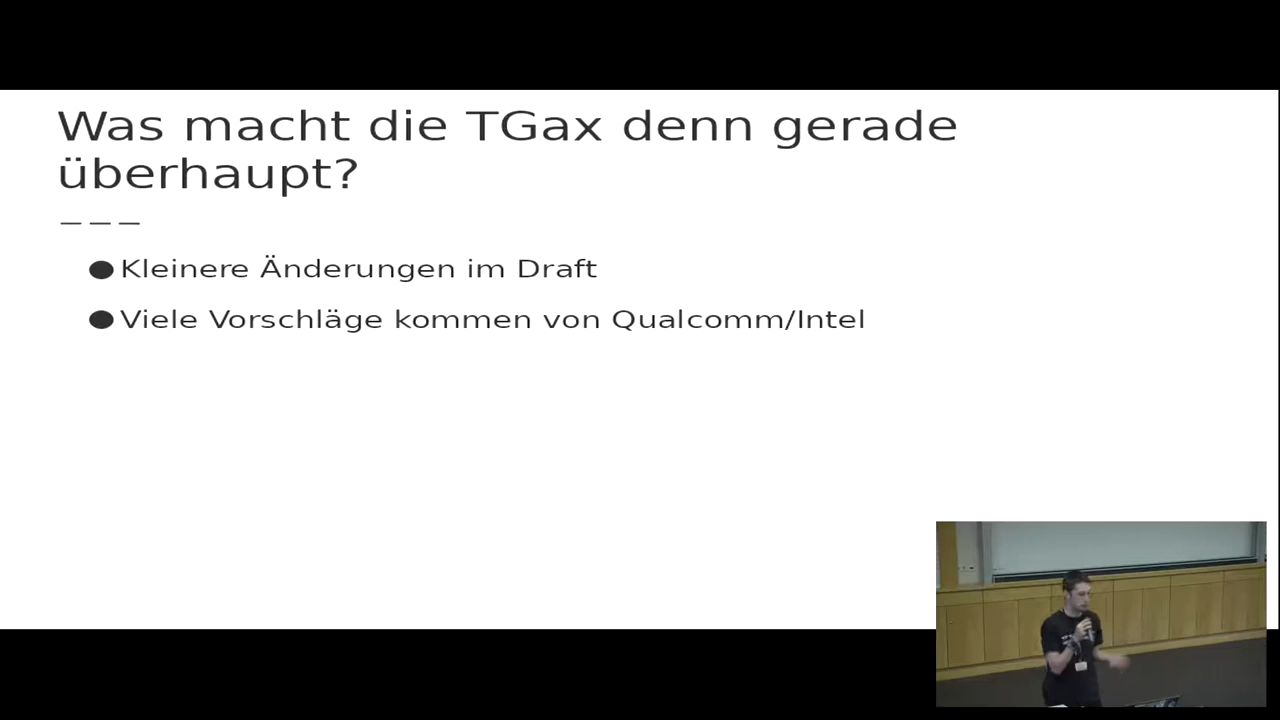 Was macht die TGax denn gerade
überhaupt?
● Kleinere Änderungen im Draft
● Viele Vorschläge kommen von Qualcomm/Intel